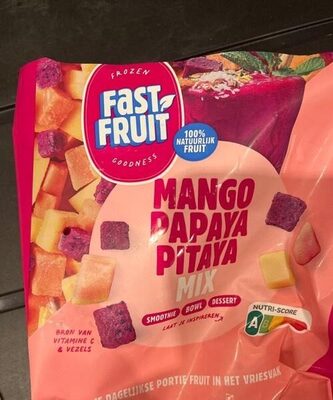 FROZEN
FAST
FRUIT
GOODNESS
100%
NATUURLIJK
FRUIT
MANGO
PAPAYA
PITAYA
MIX
SMOOTHIE BOWL DESSERT
LAAT JE INSPIREREN
NUTRI-SCORE
A
BRON VAN
VITAMINE C
& VEZELS
DAGELIJKSE PORTIE FRUIT IN HET VRIESVAK